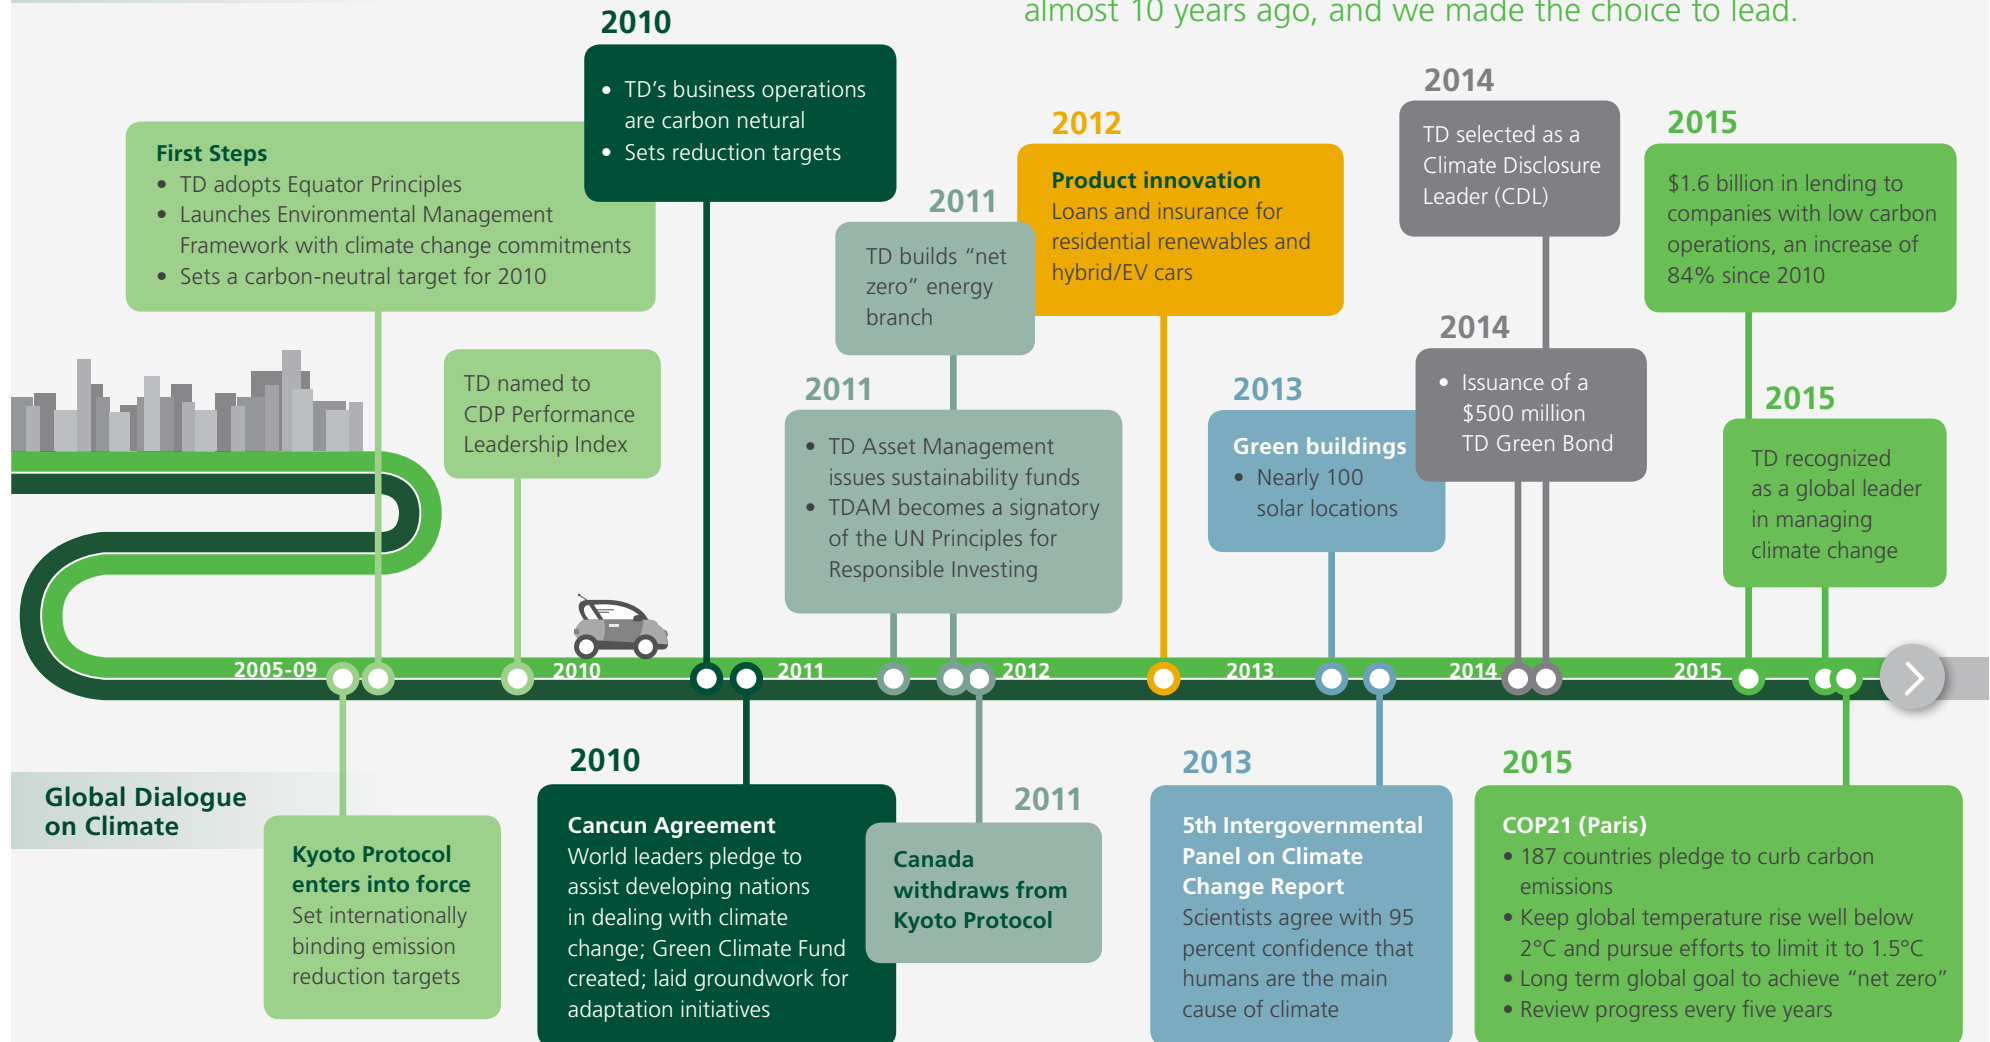 almost 10 years ago, and we made the choice to lead.
First Steps
• TD adopts Equator Principles
• Launches Environmental Management
Framework with climate change commitments
• Sets a carbon-neutral target for 2010
TD named to
CDP Performance
Leadership Index
2010
• TD’s business operations
are carbon netural
• Sets reduction targets
2011
TD builds “net
zero” energy
branch
2011
• TD Asset Management
issues sustainability funds
• TDAM becomes a signatory
of the UN Principles for
Responsible Investing
2012
Product innovation
Loans and insurance for
residential renewables and
hybrid/EV cars
2013
Green buildings
• Nearly 100
solar locations
2014
TD selected as a
Climate Disclosure
Leader (CDL)
2014
• Issuance of a
$500 million
TD Green Bond
2015
$1.6 billion in lending to
companies with low carbon
operations, an increase of
84% since 2010
2015
TD recognized
as a global leader
in managing
climate change
2005-09
2010
2011
2012
2013
2014
2015
Global Dialogue
on Climate
Kyoto Protocol
enters into force
Set internationally
binding emission
reduction targets
2010
Cancun Agreement
World leaders pledge to
assist developing nations
in dealing with climate
change; Green Climate Fund
created; laid groundwork for
adaptation initiatives
2011
Canada
withdraws from
Kyoto Protocol
2013
5th Intergovernmental
Panel on Climate
Change Report
Scientists agree with 95
percent confidence that
humans are the main
cause of climate
2015
COP21 (Paris)
• 187 countries pledge to curb carbon
emissions
• Keep global temperature rise well below
2°C and pursue efforts to limit it to 1.5°C
• Long term global goal to achieve “net zero”
• Review progress every five years